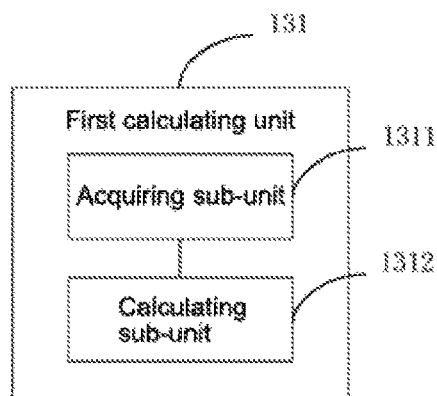 131
First calculating unit
1311
Acquiring sub-unit
1312
Calculating
sub-unit